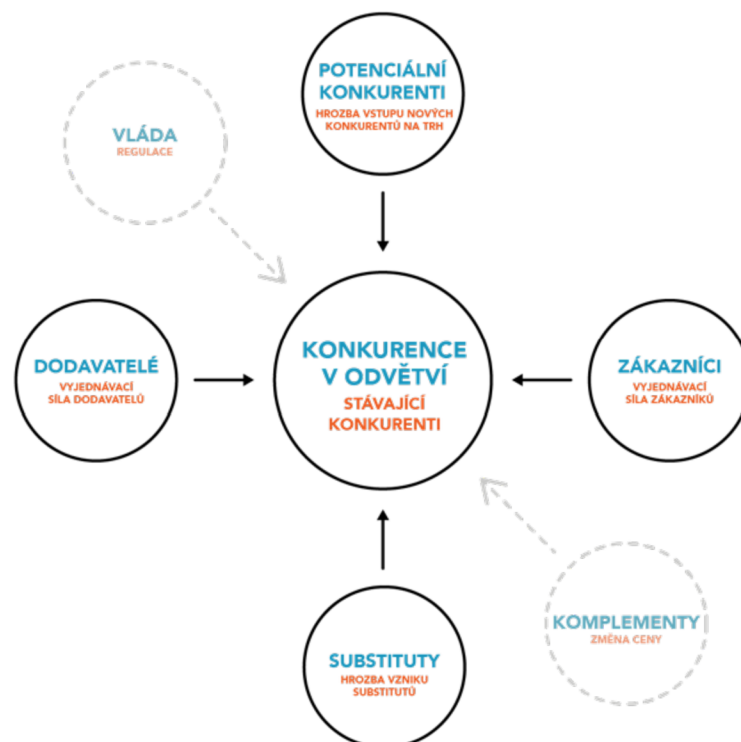 POTENCIÁLNÍ
KONKURENTI
HROZBA VSTUPU NOVÝCH
KONKURENTŮ NA TRH
VLÁDA
REGULACE
DODAVATELÉ
VYJEDNÁVACÍ
SÍLA DODAVATELŮ
KONKURENCE
V ODVĚTVÍ
STÁVAJÍCÍ
KONKURENTI
ZÁKAZNÍCI
VYJEDNÁVACÍ
SÍLA ZÁKAZNÍKŮ
KOMPLEMENTY
ZMĚNA CENY
SUBSTITUTY
HROZBA VZNIKU
SUBSTITUTŮ